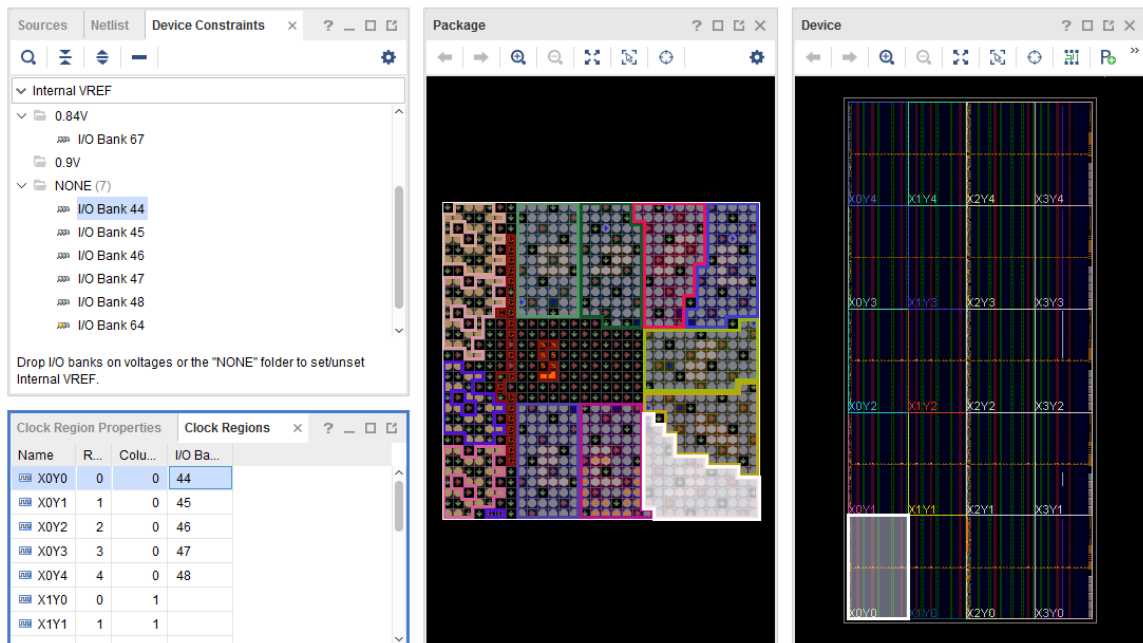 Sources Netlist Device Constraints
Internal VREF
0.84V
I/O Bank 67
0.9V
NONE (7)
I/O Bank 44
I/O Bank 45
I/O Bank 46
I/O Bank 47
I/O Bank 48
I/O Bank 64
Drop I/O banks on voltages or the "NONE" folder to set/unset
Internal VREF.
Clock Region Properties Clock Regions
Name R... Colu... I/O Ba...
X0Y0 0 0 44
X0Y1 1 0 45
X0Y2 2 0 46
X0Y3 3 0 47
X0Y4 4 0 48
X1Y0 0 1
X1Y1 1 1
Package
Device
X0Y4 X1Y4 X2Y4 X3Y4
X0Y3 X1Y3 X2Y3 X3Y3
X0Y2 X1Y2 X2Y2 X3Y2
X0Y1 X1Y1 X2Y1 X3Y1
X0Y0 X1Y0 X2Y0 X3Y0